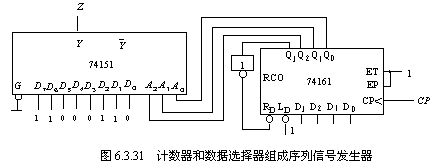 Z
Y Y̅
74151
G D₇ D₆ D₅ D₄ D₃ D₂ D₁ D₀ A₂ A₁ A₀
1 1 0 0 0 1 1 0
Q₃ Q₂ Q₁ Q₀
1
RCO
74161
ET
EP
1
CP<
CP
R_D L_D D₃ D₂ D₁ D₀
1
图 6.3.31 计数器和数据选择器组成序列信号发生器